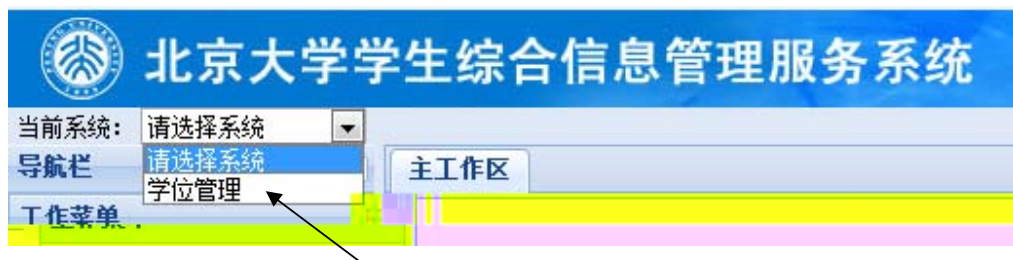 北京大学学生综合信息管理服务系统
当前系统： 请选择系统
导航栏 请选择系统 主工作区
学位管理
工作菜单